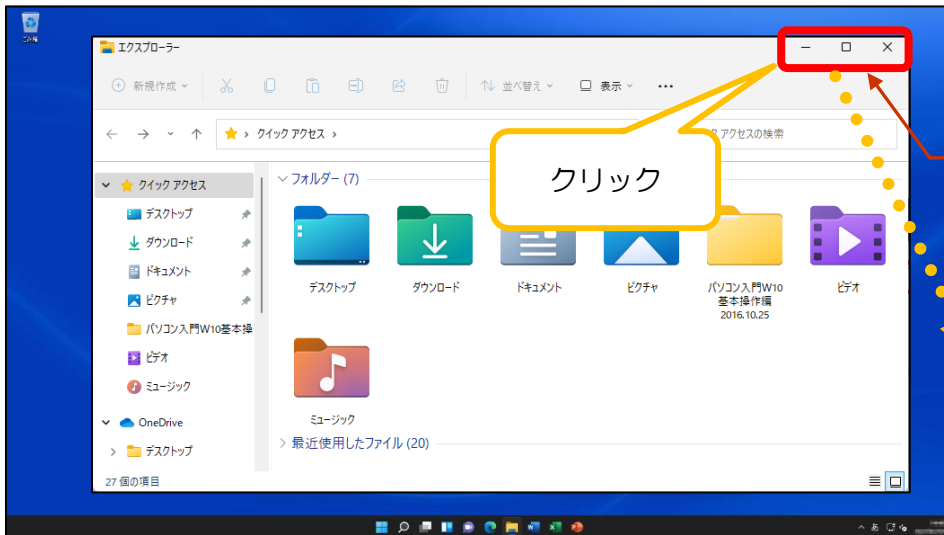 ごみ箱
エクスプローラー
新規作成
並べ替え
表示
クイック アクセス
アクセスの検索
クリック
クイック アクセス
デスクトップ
ダウンロード
ドキュメント
ピクチャ
パソコン入門W10基本操
ビデオ
ミュージック
OneDrive
デスクトップ
フォルダー (7)
デスクトップ
ダウンロード
ドキュメント
ピクチャ
パソコン入門W10
基本操作編
2016.10.25
ビデオ
ミュージック
最近使用したファイル (20)
27 個の項目